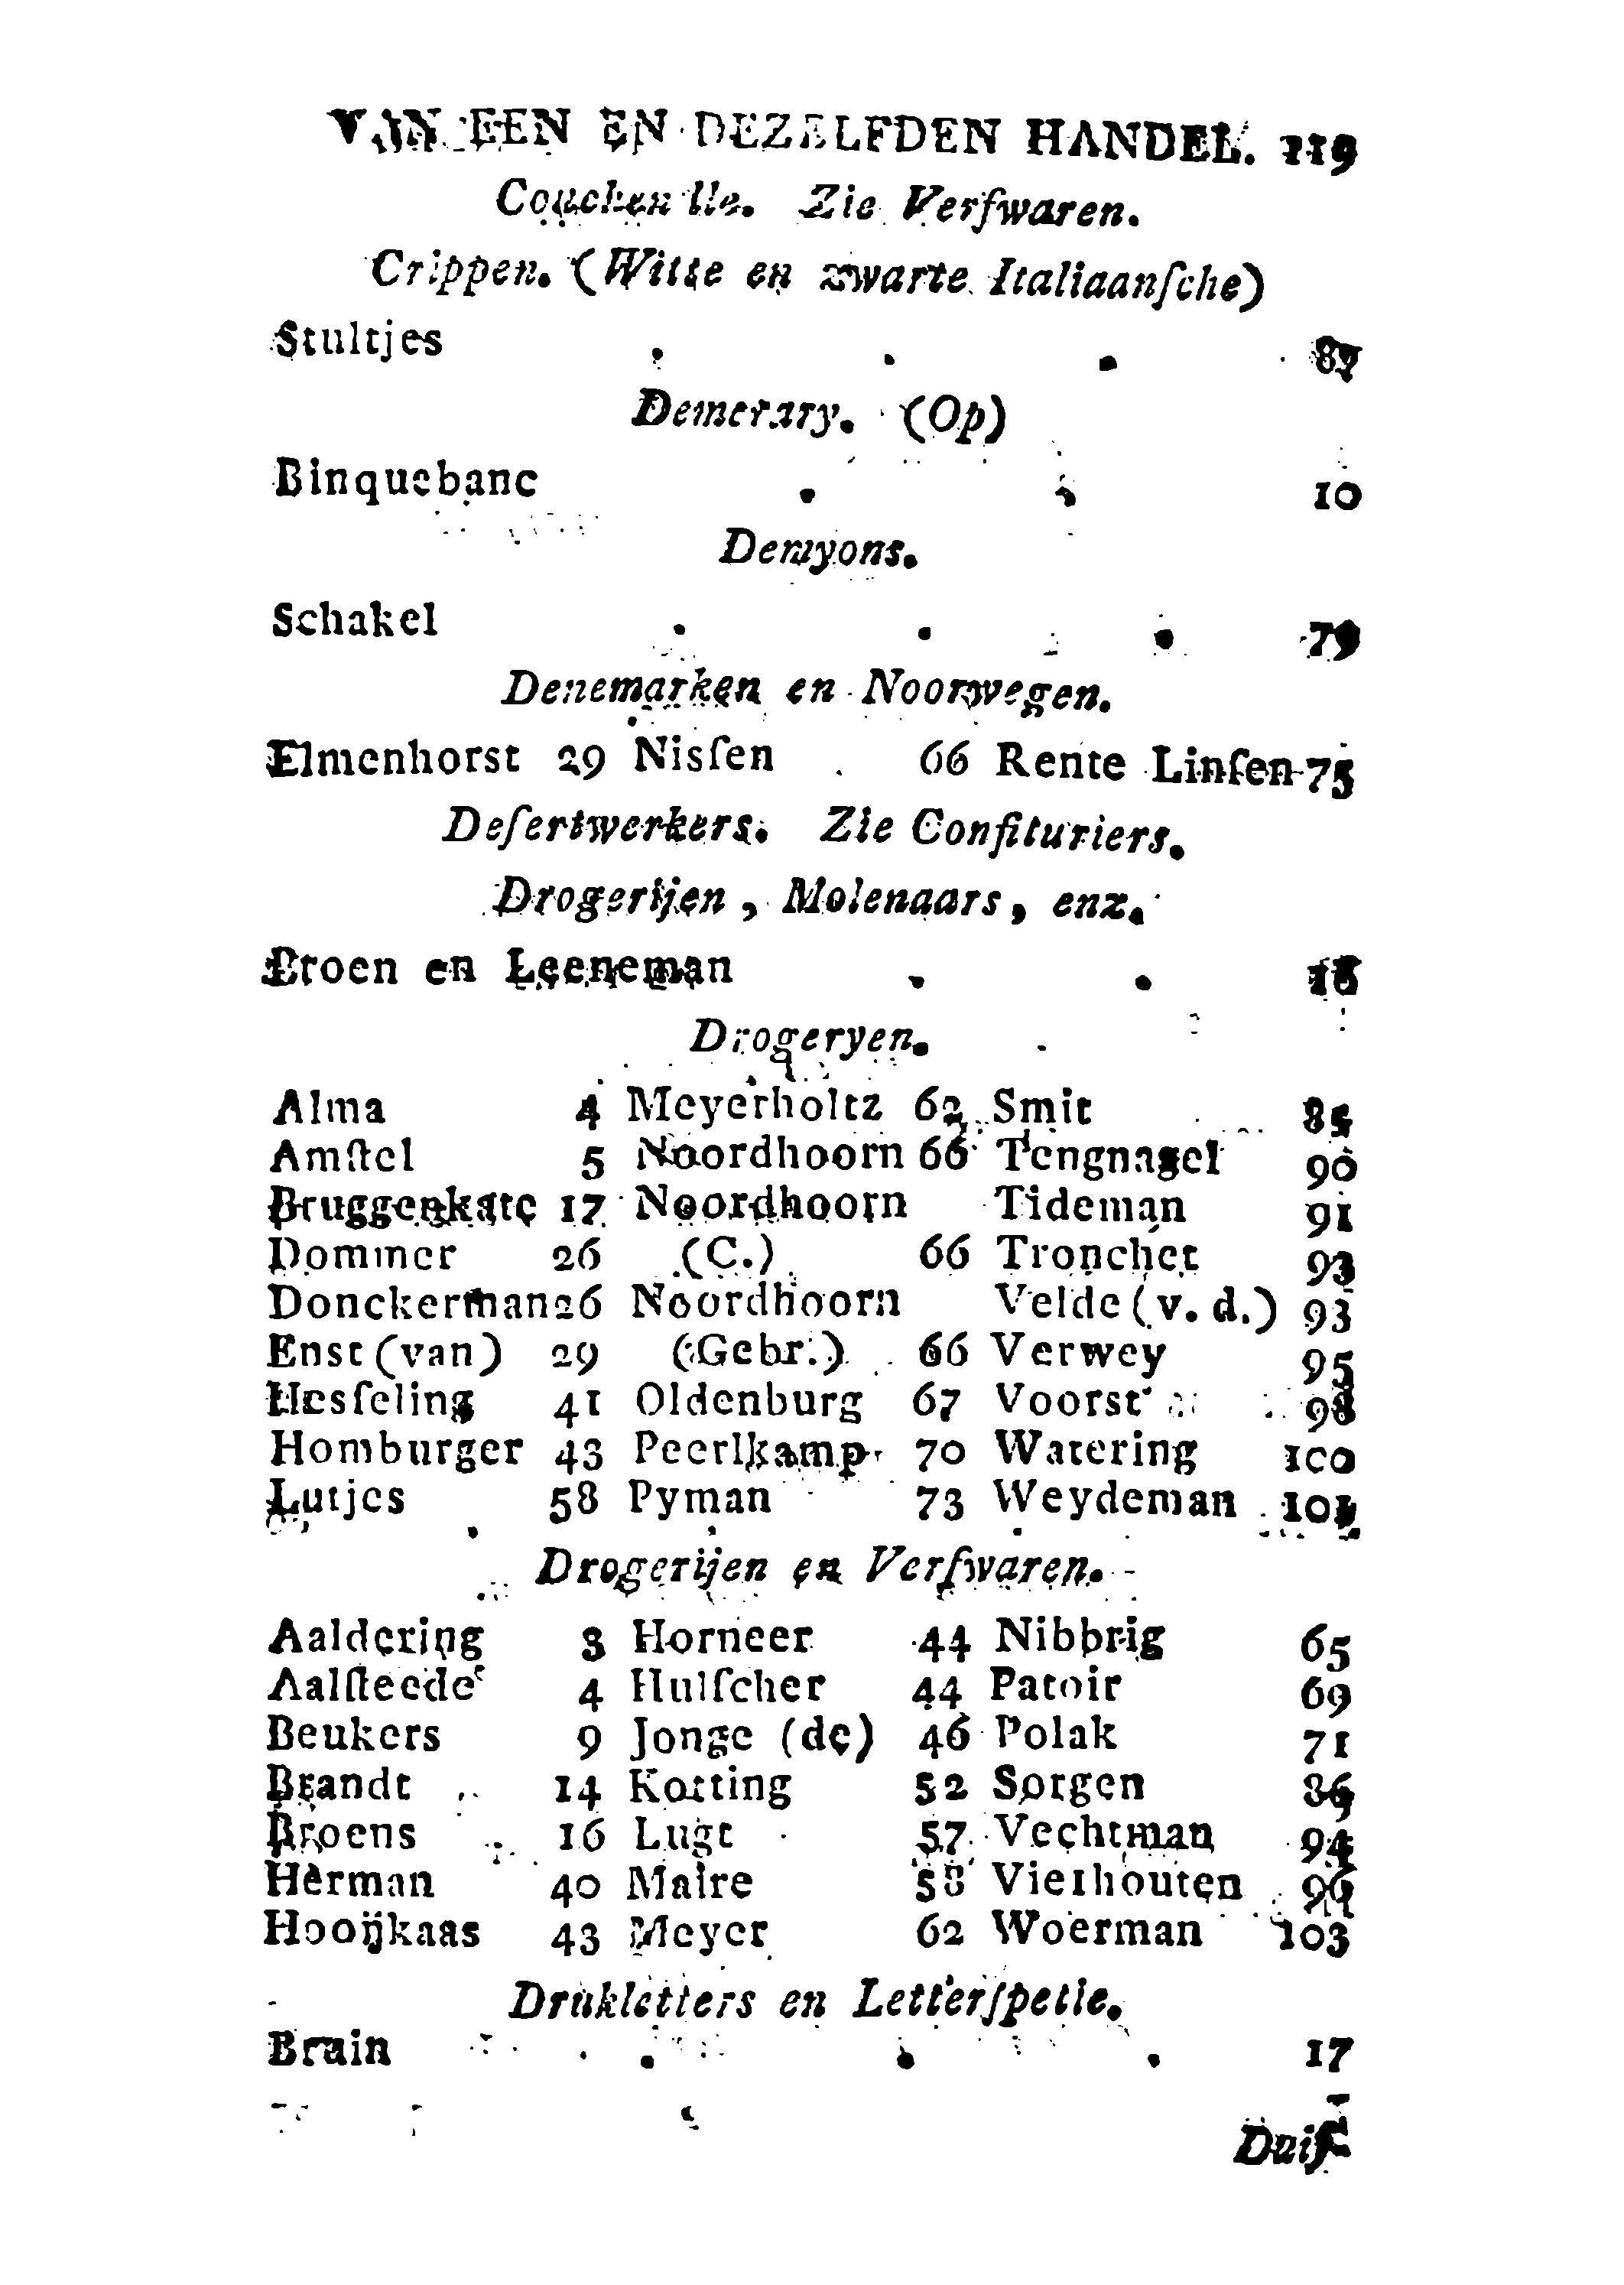 VAN EEN EN DEZELFDEN HANDEL. 119
Couchenille. Zie Verfwaren.
Crippen. (Witte en zwarte Italiaanſche)
Stultjes . . . 89
Demerary. (Op)
Binquebanc . . 10
Demyons.
Schakel . . . 79
Denemarken en Noorwegen.
Elmenhorst 29 Nisſen . 66 Rente Linſen 75
Deſertwerkers. Zie Confituriers.
Drogerijen, Molenaars, enz.
Broen en Leeneman . . 16
Drogeryen.
Alma 4 Meyerholtz 62 Smit 85
Amſtel 5 Noordhoorn 66 Tengnagel 90
Bruggenkate 17 Noordhoorn Tideman 91
Dommer 26 (C.) 66 Tronchet 93
Donckerman 26 Noordhoorn Velde (v. d.) 93
Enst (van) 29 (Gebr.) 66 Verwey 95
Hesſeling 41 Oldenburg 67 Voorst 98
Homburger 43 Peerlkamp 70 Watering 100
Lutjes 58 Pyman 73 Weydeman 101
Drogerijen en Verfwaren.
Aaldering 3 Horneer 44 Nibbrig 65
Aalſteede 4 Hulſcher 44 Patoir 69
Beukers 9 Jonge (de) 46 Polak 71
Brandt 14 Kotting 52 Sorgen 86
Broens 16 Lugt 57 Vechtman 94
Herman 40 Maire 58 Vierhouten 96
Hooijkaas 43 Meyer 62 Woerman 103
Drukletters en Letterſpetie.
Bruin . . . 17
Duiſ-